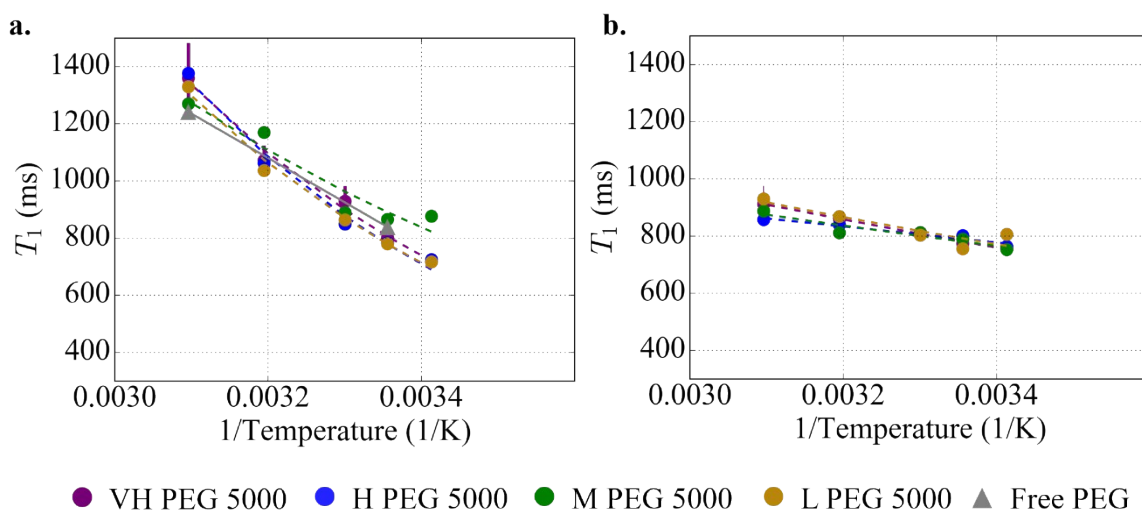 a.
b.
1400
1200
1000
800
600
400
T1 (ms)
0.0030
0.0032
0.0034
1/Temperature (1/K)
1400
1200
1000
800
600
400
T1 (ms)
0.0030
0.0032
0.0034
1/Temperature (1/K)
VH PEG 5000 H PEG 5000 M PEG 5000 L PEG 5000 Free PEG